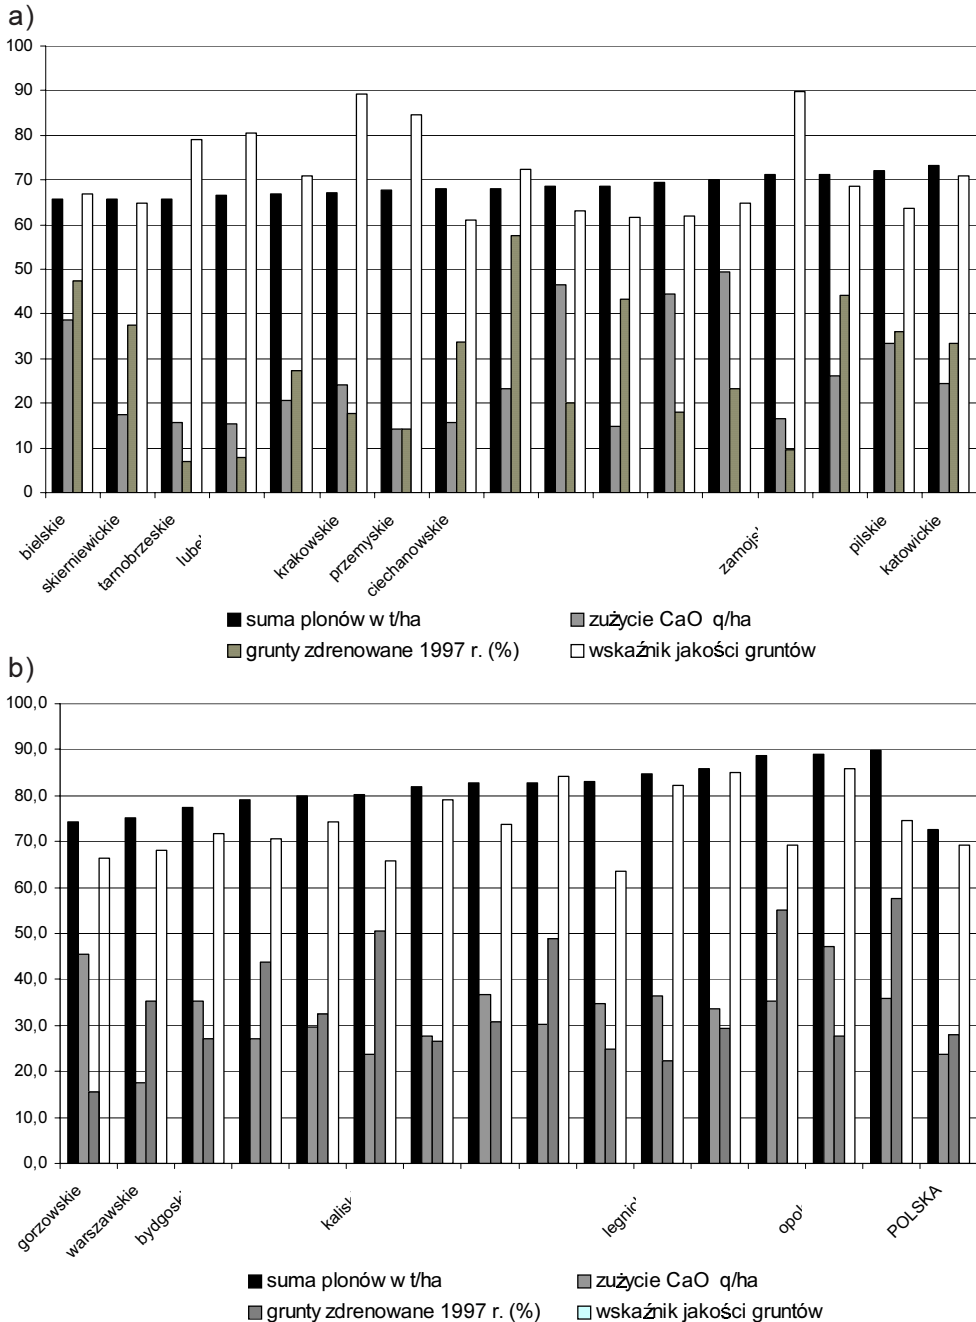 a)
100
90
80
70
60
50
40
30
20
10
0
bielskie
skierniewickie
tarnobrzeskie
krakowskie
przemyskie
ciechanowskie
pilskie
katowickie
suma plonów w t/ha
zużycie CaO q/ha
grunty zdrenowane 1997 r. (%)
wskaźnik jakości gruntów
b)
100,0
90,0
80,0
70,0
60,0
50,0
40,0
30,0
20,0
10,0
0,0
gorzowskie
warszawskie
POLSKA
suma plonów w t/ha
zużycie CaO q/ha
grunty zdrenowane 1997 r. (%)
wskaźnik jakości gruntów